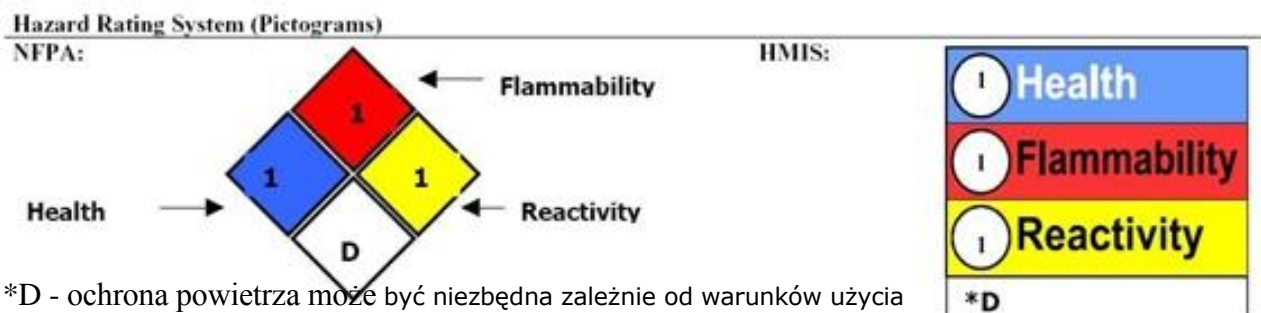 Hazard Rating System (Pictograms)
NFPA:
HMIS:
1
Flammability
1
1
Health
Reactivity
D
1 Health
1 Flammability
1 Reactivity
*D
*D - ochrona powietrza może być niezbędna zależnie od warunków użycia